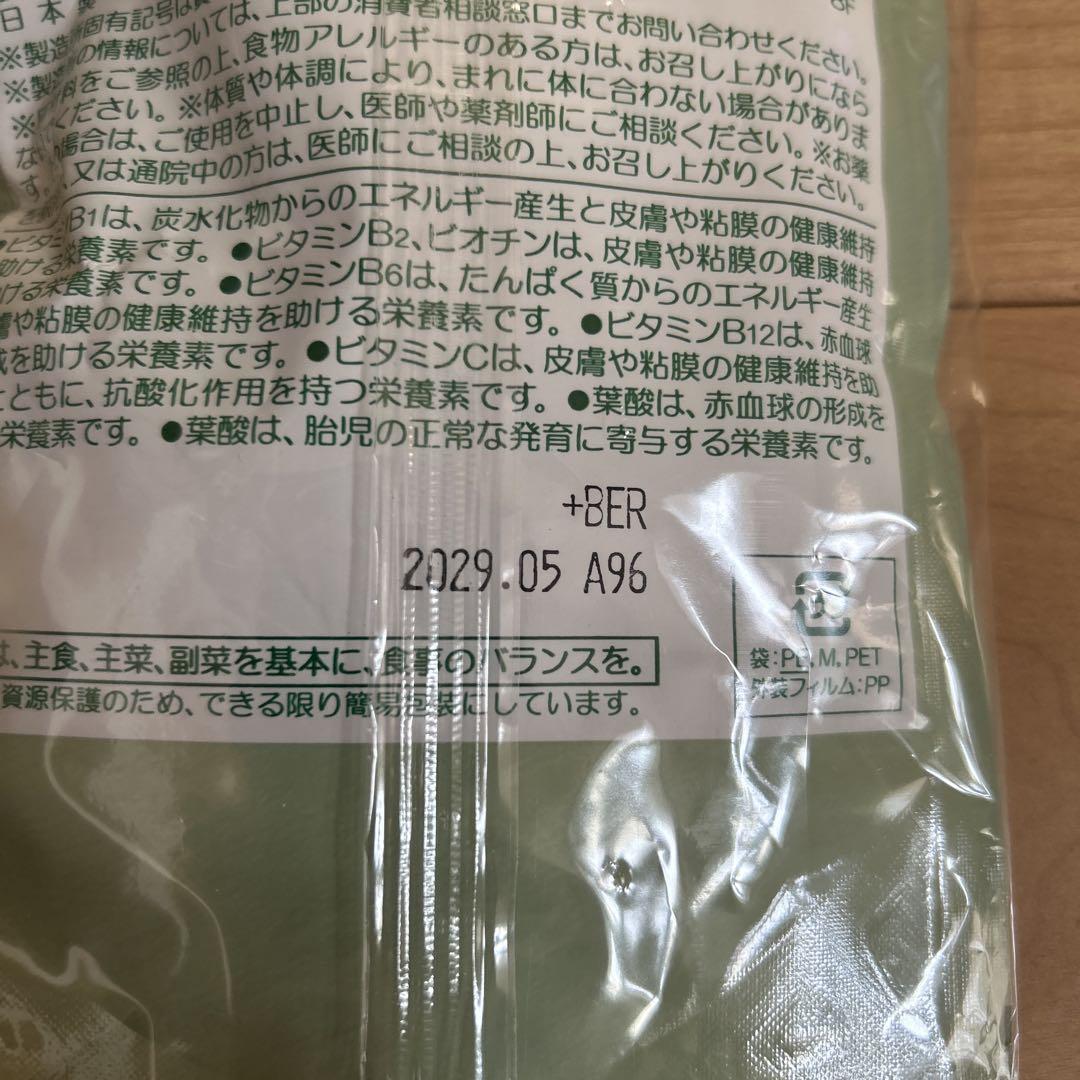 日本製
※製造所固有記号は 上部の消費者相談窓口までお問い合わせください。
※製 の情報については、食物アレルギーのある方は、お召し上がりになら
※ 料をご参照の上、まれに体に合わない場合がありま
※ ください。※体質や体調により、医師や薬剤師にご相談ください。※お薬
な 場合は、ご使用を中止し、お召し上がりください。
す。 又は通院中の方は、医師にご相談の上、
B1は、炭水化物からのエネルギー産生と皮膚や粘膜の健康維持
助ける栄養素です。●ビタミンB2、ビオチンは、皮膚や粘膜の健康維持
ける栄養素です。●ビタミンB6は、たんぱく質からのエネルギー産生
や粘膜の健康維持を助ける栄養素です。●ビタミンB12は、赤血球
を助ける栄養素です。●ビタミンCは、皮膚や粘膜の健康維持を助
ともに、抗酸化作用を持つ栄養素です。●葉酸は、赤血球の形成を
栄養素です。●葉酸は、胎児の正常な発育に寄与する栄養素です。
+BER
2029.05 A96
は、主食、主菜、副菜を基本に、食事のバランスを。
資源保護のため、できる限り簡易包装にしています。
袋:PE, M, PET
外装フィルム:PP